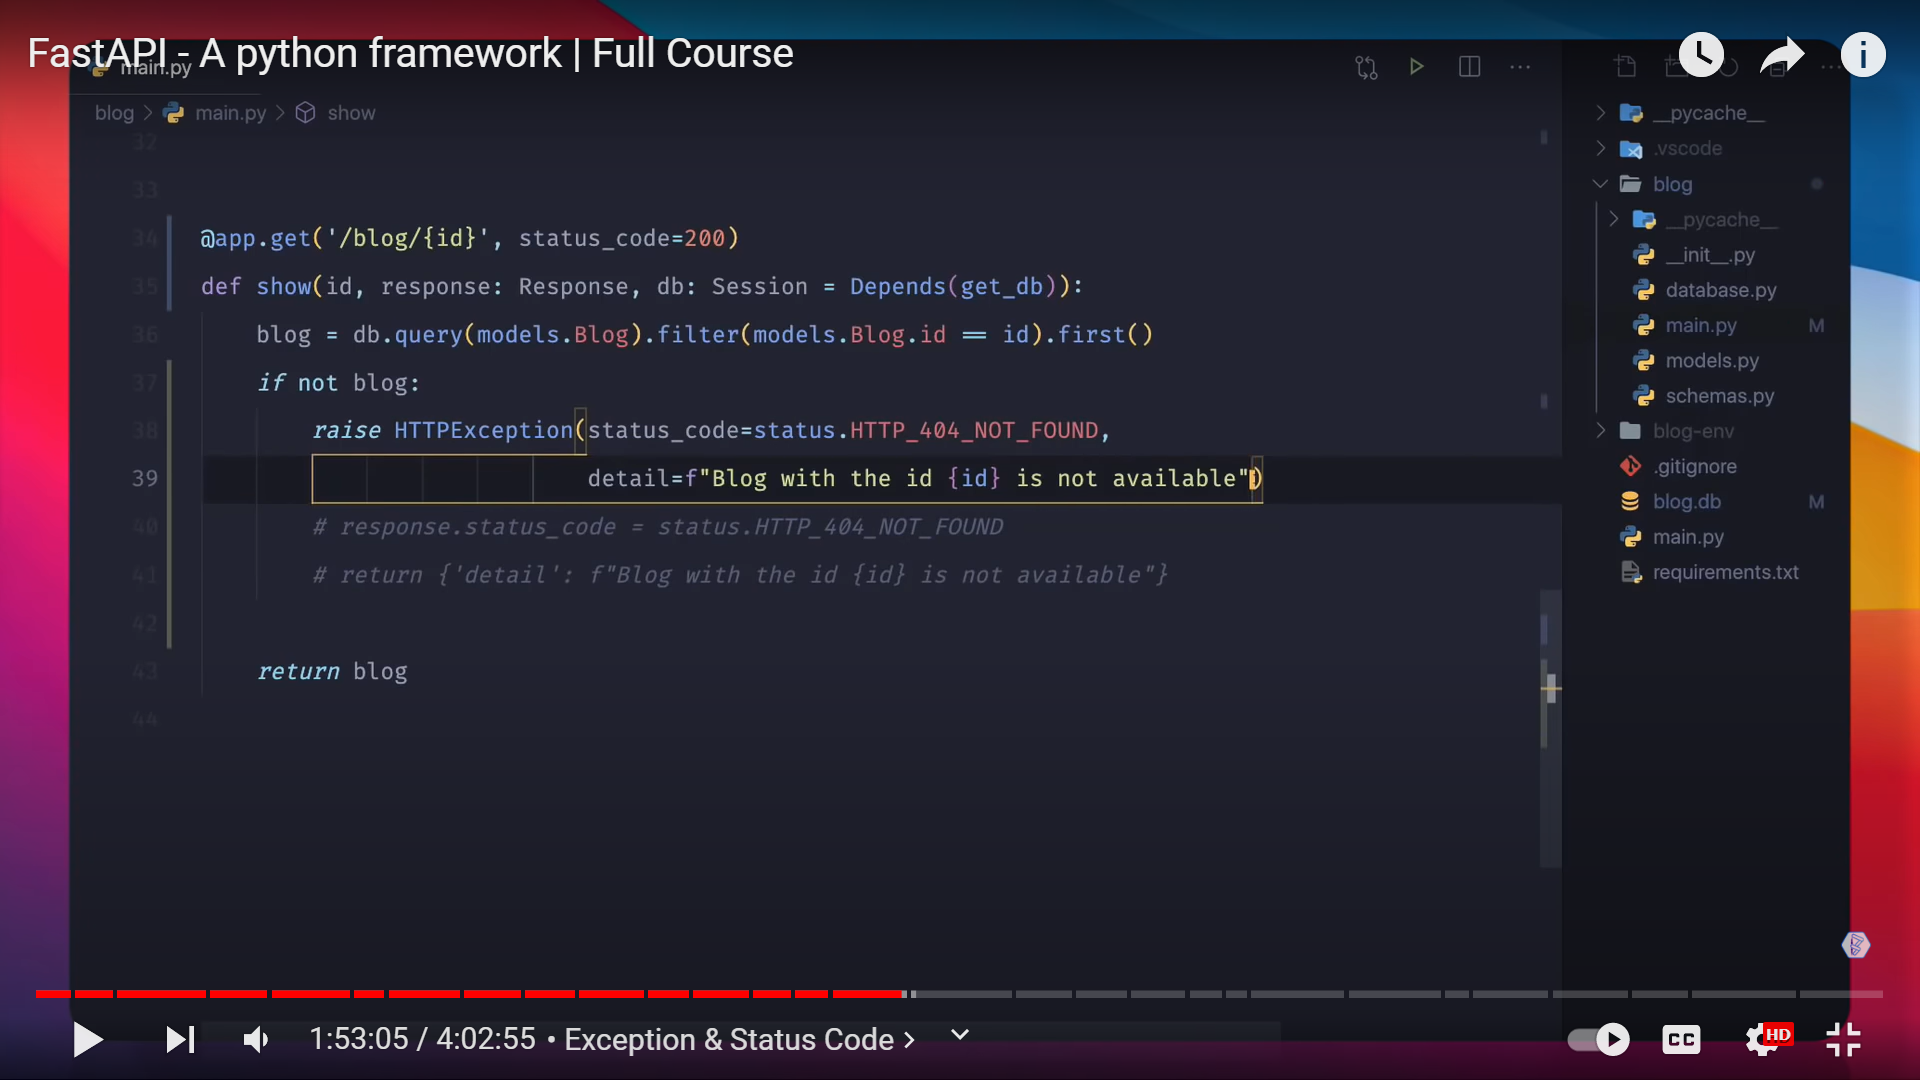 FastAPI - A python framework | Full Course
main.py
blog > main.py > show
32
33
34 @app.get('/blog/{id}', status_code=200)
35 def show(id, response: Response, db: Session = Depends(get_db)):
36 blog = db.query(models.Blog).filter(models.Blog.id == id).first()
37 if not blog:
38 raise HTTPException(status_code=status.HTTP_404_NOT_FOUND,
39 detail=f"Blog with the id {id} is not available")
40 # response.status_code = status.HTTP_404_NOT_FOUND
41 # return {'detail': f"Blog with the id {id} is not available"}
42
43 return blog
44
__pycache__
.vscode
blog
__pycache__
__init__.py
database.py
main.py M
models.py
schemas.py
blog-env
.gitignore
blog.db M
main.py
requirements.txt
1:53:05 / 4:02:55 • Exception & Status Code >
CC
HD